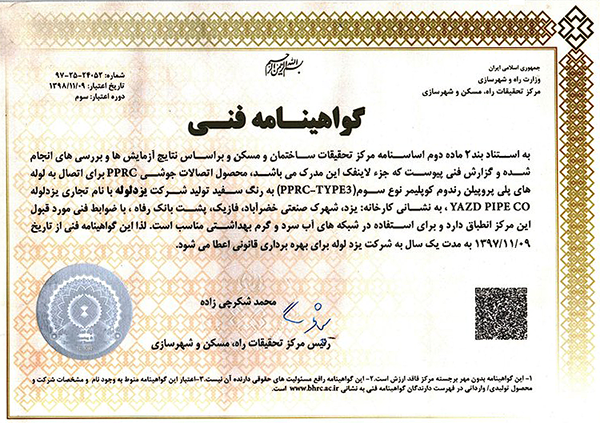 بسم الله الرحمن الرحیم
جمهوری اسلامی ایران
وزارت راه و شهرسازی
مرکز تحقیقات راه، مسکن و شهرسازی
شماره: ۲۴۰۵۲-۲۵-۹۷
تاریخ اعتبار: ۱۳۹۸/۱۱/۰۹
دوره اعتبار: سوم
گواهینامه فنی
به استناد بند۲ ماده دوم اساسنامه مرکز تحقیقات ساختمان و مسکن و براساس نتایج آزمایش ها و بررسی های انجام
شده و گزارش فنی پیوست که جزء لاینفک این مدرک می باشد، محصول اتصالات جوشی PPRC برای اتصال به لوله
های پلی پروپیلن رندوم کوپلیمر نوع سوم(PPRC-TYPE3) به رنگ سفید تولید شرکت یزدلوله با نام تجاری یزدلوله
YAZD PIPE CO ، به نشانی کارخانه: یزد، شهرک صنعتی خضرآباد، فازیک، پشت بانک رفاه ، با ضوابط فنی مورد قبول
این مرکز انطباق دارد و برای استفاده در شبکه های آب سرد و گرم بهداشتی مناسب است. لذا این گواهینامه فنی از تاریخ
۱۳۹۷/۱۱/۰۹ به مدت یک سال به شرکت یزد لوله برای بهره برداری قانونی اعطا می شود.
محمد شکرچی زاده
رئیس مرکز تحقیقات راه، مسکن و شهرسازی
۱- این گواهینامه بدون مهر برجسته مرکز فاقد ارزش است.۲- این گواهینامه رافع مسئولیت های حقوقی دارنده آن نیست.۳-اعتبار این گواهینامه منوط به وجود نام و مشخصات شرکت و
محصول تولیدی/ وارداتی در فهرست دارندگان گواهینامه فنی به نشانی www.bhrc.ac.ir است.